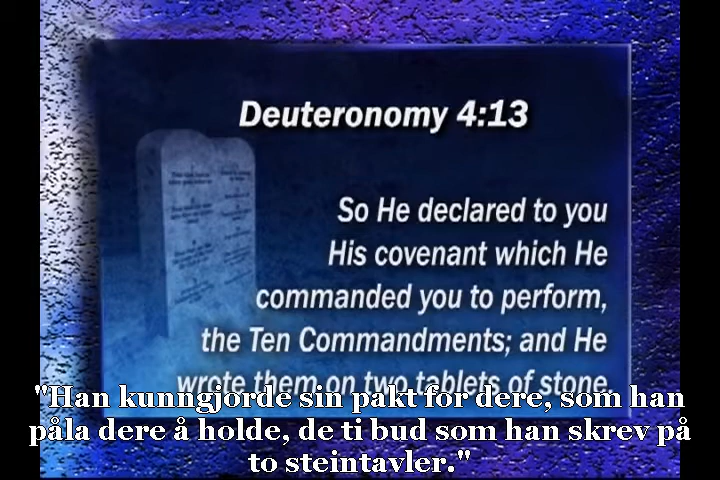 Deuteronomy 4:13
So He declared to you
His covenant which He
commanded you to perform,
the Ten Commandments; and He
wrote them on two tablets of stone.
"Han kunngjorde sin pakt for dere, som han
påla dere å holde, de ti bud som han skrev på
to steintavler."